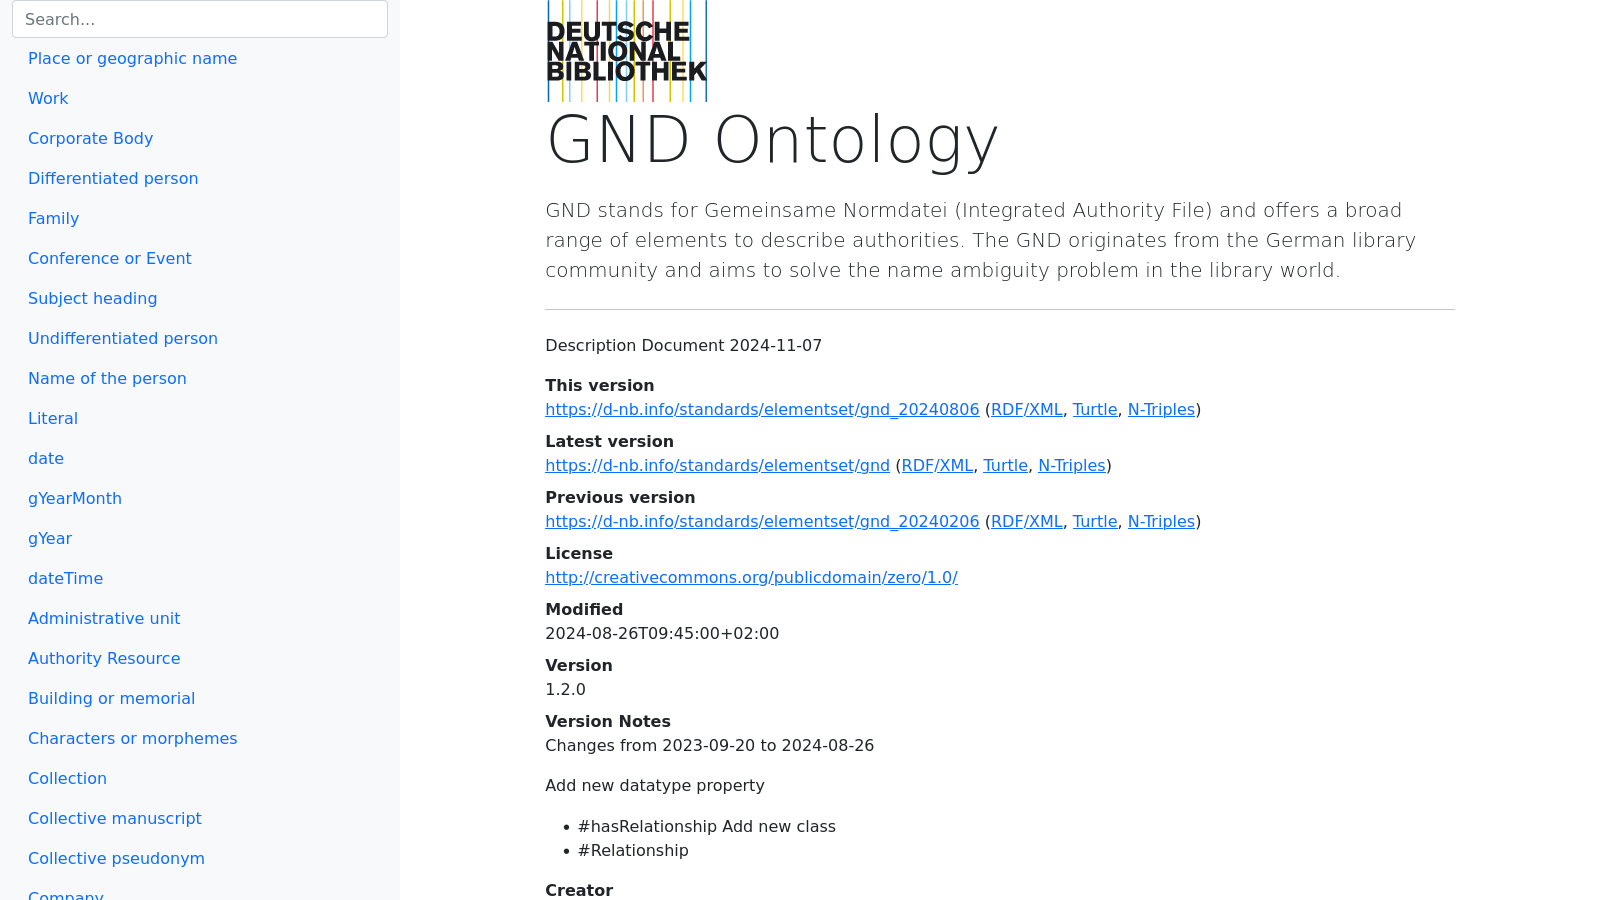 Search...
Place or geographic name
Work
Corporate Body
Differentiated person
Family
Conference or Event
Subject heading
Undifferentiated person
Name of the person
Literal
date
gYearMonth
gYear
dateTime
Administrative unit
Authority Resource
Building or memorial
Characters or morphemes
Collection
Collective manuscript
Collective pseudonym
Company
DEUTSCHE
NATIONAL
BIBLIOTHEK
GND Ontology
GND stands for Gemeinsame Normdatei (Integrated Authority File) and offers a broad
range of elements to describe authorities. The GND originates from the German library
community and aims to solve the name ambiguity problem in the library world.
Description Document 2024-11-07
This version
https://d-nb.info/standards/elementset/gnd_20240806 (RDF/XML, Turtle, N-Triples)
Latest version
https://d-nb.info/standards/elementset/gnd (RDF/XML, Turtle, N-Triples)
Previous version
https://d-nb.info/standards/elementset/gnd_20240206 (RDF/XML, Turtle, N-Triples)
License
http://creativecommons.org/publicdomain/zero/1.0/
Modified
2024-08-26T09:45:00+02:00
Version
1.2.0
Version Notes
Changes from 2023-09-20 to 2024-08-26
Add new datatype property
• #hasRelationship Add new class
• #Relationship
Creator